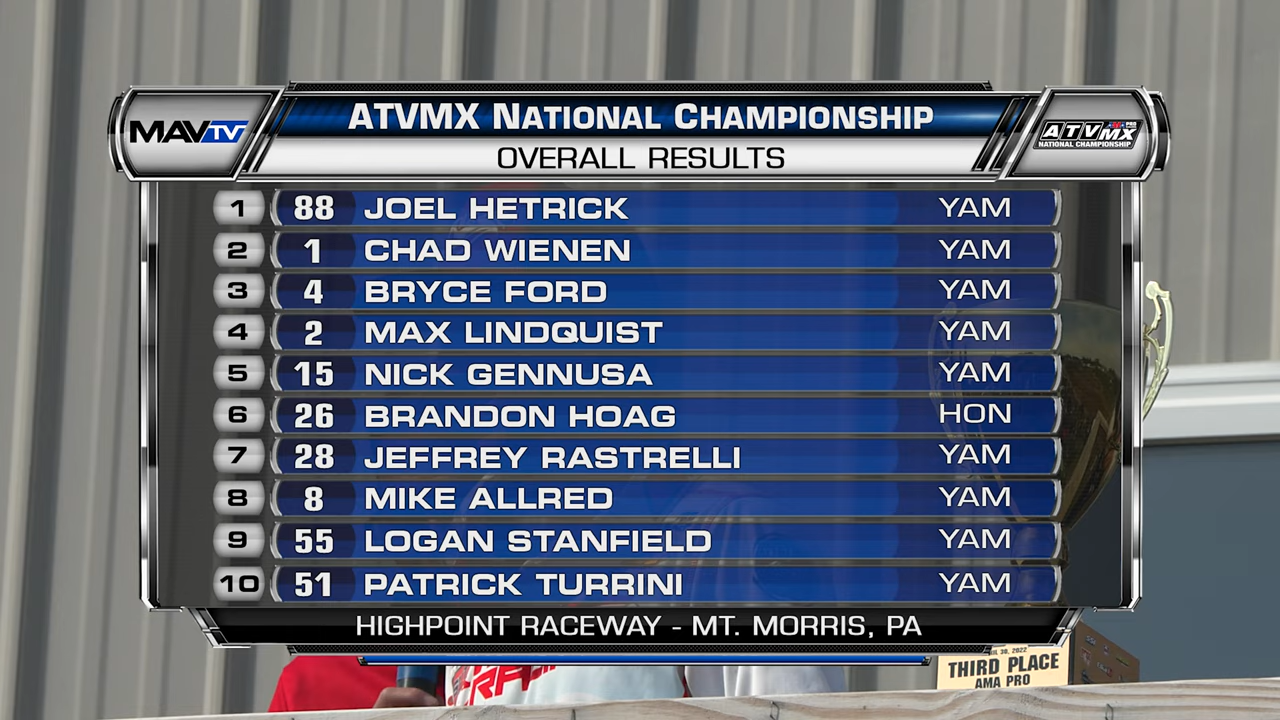 MAVTV
ATVMX NATIONAL CHAMPIONSHIP
ATVMX PRO
NATIONAL CHAMPIONSHIP
OVERALL RESULTS
1 88 JOEL HETRICK YAM
2 1 CHAD WIENEN YAM
3 4 BRYCE FORD YAM
4 2 MAX LINDQUIST YAM
5 15 NICK GENNUSA YAM
6 26 BRANDON HOAG HON
7 28 JEFFREY RASTRELLI YAM
8 8 MIKE ALLRED YAM
9 55 LOGAN STANFIELD YAM
10 51 PATRICK TURRINI YAM
HIGHPOINT RACEWAY - MT. MORRIS, PA
30, 2022
THIRD PLACE
AMA PRO